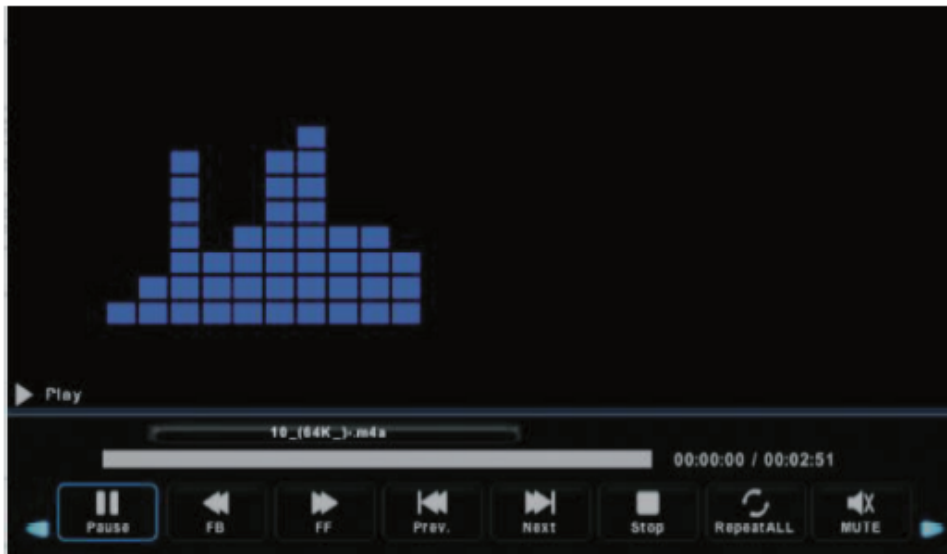 Play
10_(64K_)-.m4a
00:00:00 / 00:02:51
Pause FB FF Prev. Next Stop RepeatALL MUTE